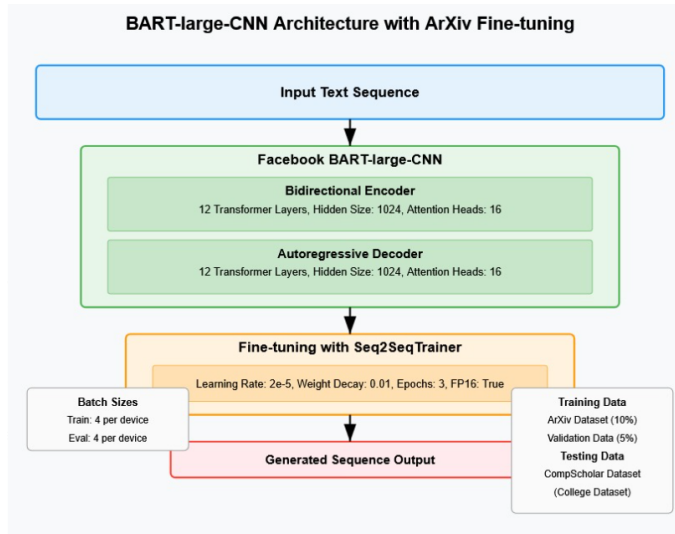 BART-large-CNN Architecture with ArXiv Fine-tuning
Input Text Sequence
Facebook BART-large-CNN
Bidirectional Encoder
12 Transformer Layers, Hidden Size: 1024, Attention Heads: 16
Autoregressive Decoder
12 Transformer Layers, Hidden Size: 1024, Attention Heads: 16
Fine-tuning with Seq2SeqTrainer
Learning Rate: 2e-5, Weight Decay: 0.01, Epochs: 3, FP16: True
Batch Sizes
Train: 4 per device
Eval: 4 per device
Training Data
ArXiv Dataset (10%)
Validation Data (5%)
Testing Data
CompScholar Dataset
(College Dataset)
Generated Sequence Output